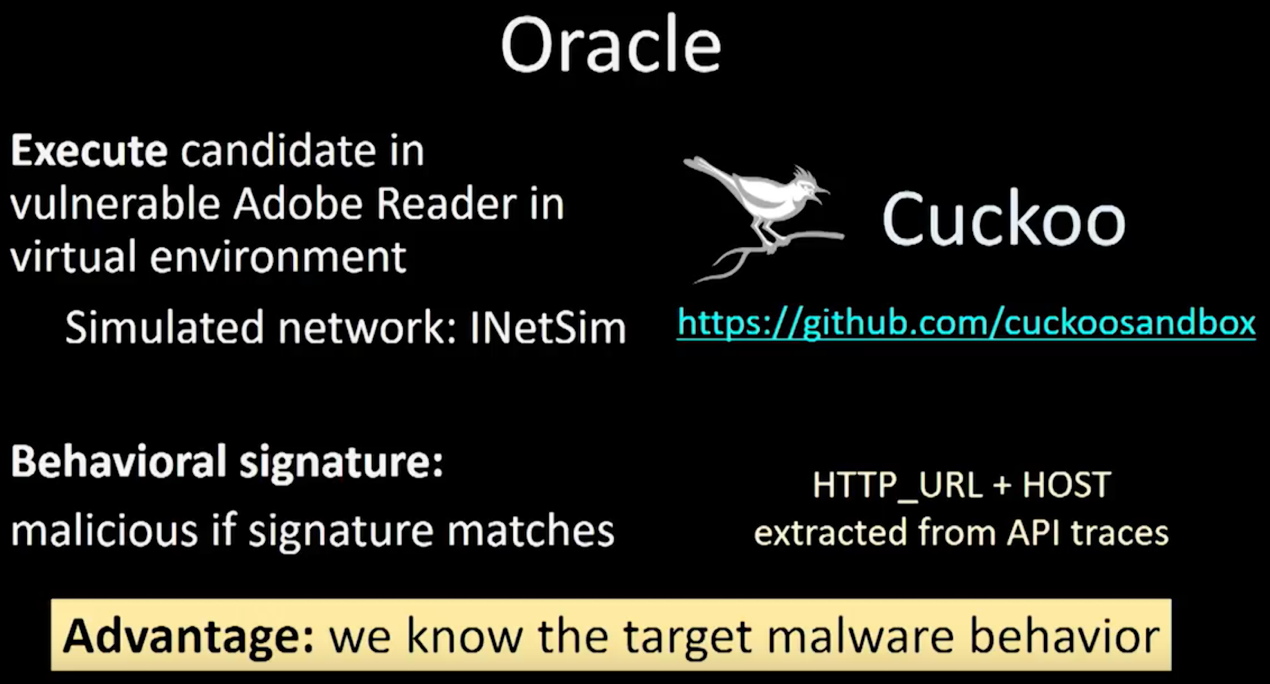 Oracle
Execute candidate in
vulnerable Adobe Reader in
virtual environment
Simulated network: INetSim
Cuckoo
https://github.com/cuckoosandbox
Behavioral signature:
malicious if signature matches
HTTP_URL + HOST
extracted from API traces
Advantage: we know the target malware behavior